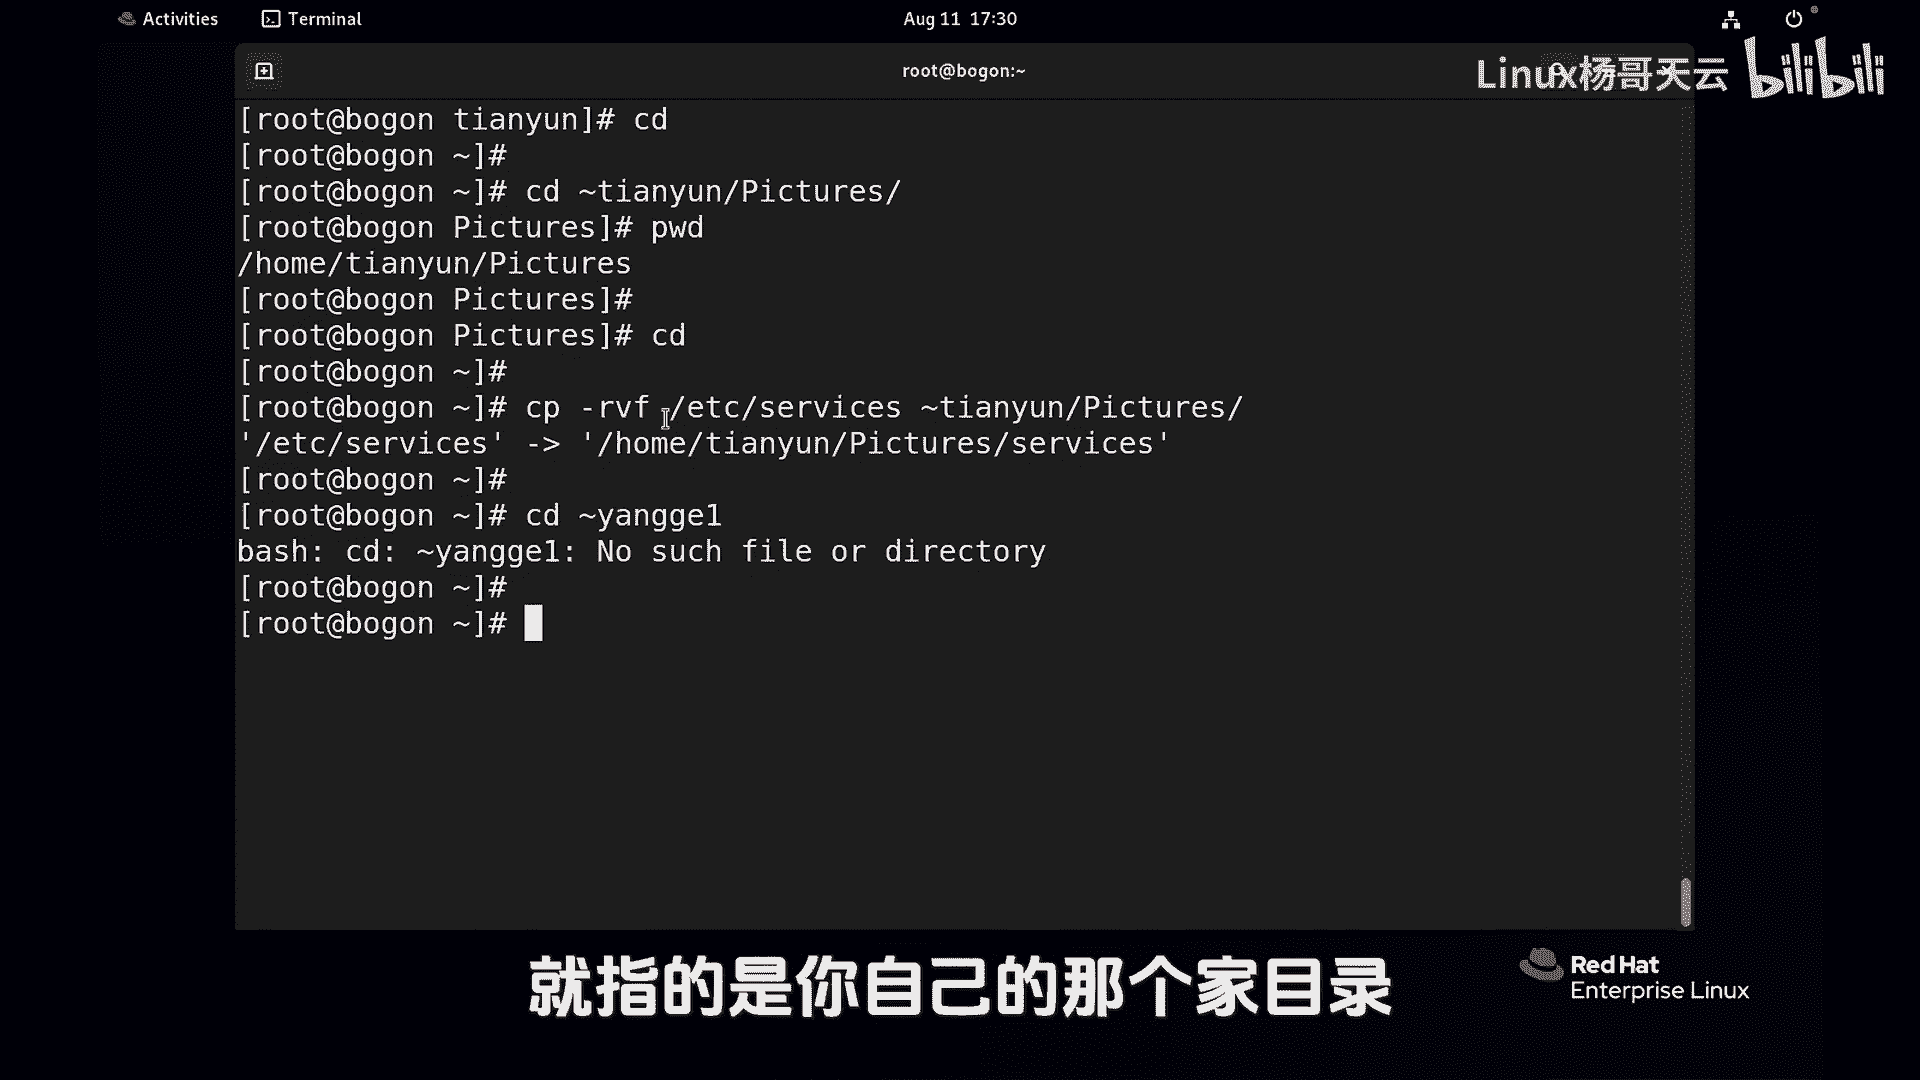 Activities Terminal Aug 11 17:30
root@bogon:~
Linux杨哥天云 bilibili
[root@bogon tianyun]# cd
[root@bogon ~]#
[root@bogon ~]# cd ~tianyun/Pictures/
[root@bogon Pictures]# pwd
/home/tianyun/Pictures
[root@bogon Pictures]#
[root@bogon Pictures]# cd
[root@bogon ~]#
[root@bogon ~]# cp -rvf /etc/services ~tianyun/Pictures/
'/etc/services' -> '/home/tianyun/Pictures/services'
[root@bogon ~]#
[root@bogon ~]# cd ~yangge1
bash: cd: ~yangge1: No such file or directory
[root@bogon ~]#
[root@bogon ~]#
就指的是你自己的那个家目录
Red Hat
Enterprise Linux